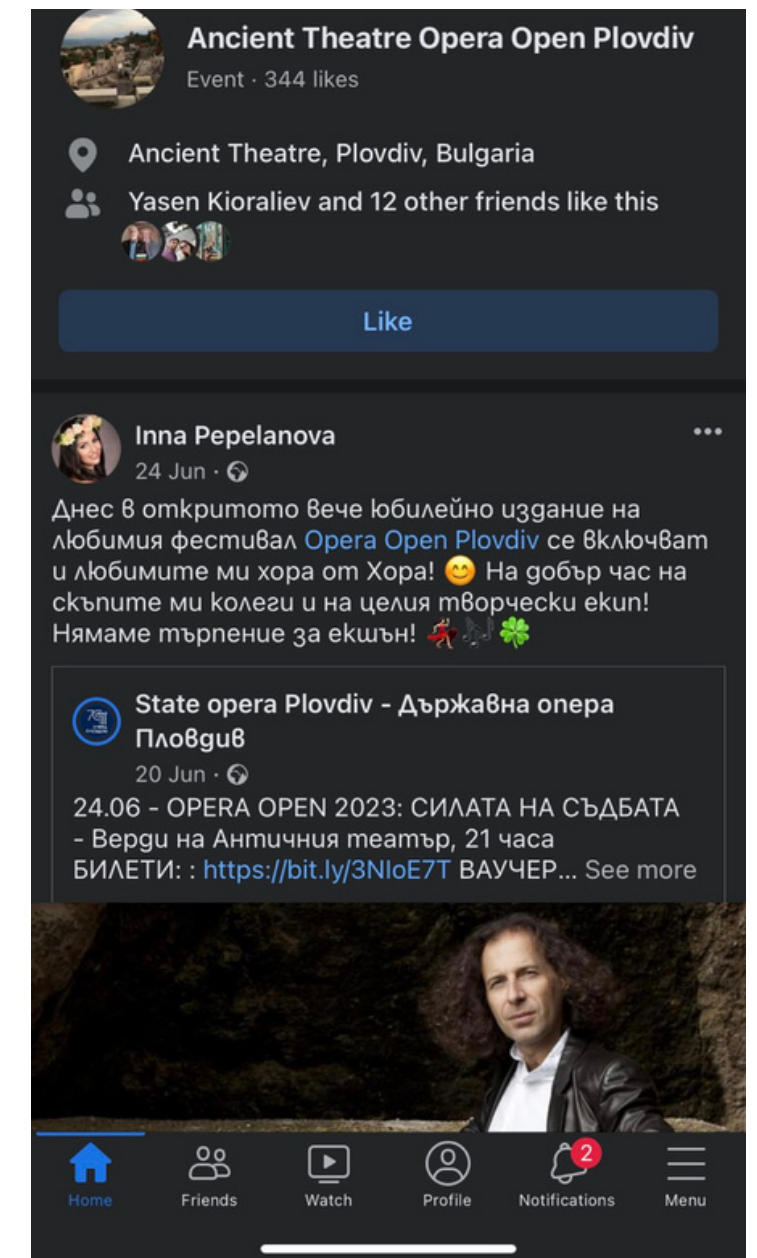 Ancient Theatre Opera Open Plovdiv
Event · 344 likes
Ancient Theatre, Plovdiv, Bulgaria
Yasen Kioraliev and 12 other friends like this
Like
Inna Pepelanova
24 Jun ·
Днес в откритото вече юбилейно издание на
любимия фестивал Opera Open Plovdiv се включват
и любимите ми хора от Хора! 😊 На добър час на
скъпите ми колеги и на целия творчески екип!
Нямаме търпение за екшън! 💃🎶🍀
State opera Plovdiv - Държавна опера
Пловдив
20 Jun ·
24.06 - OPERA OPEN 2023: СИЛАТА НА СЪДБАТА
- Верди на Античния театър, 21 часа
БИЛЕТИ: : https://bit.ly/3NIoE7T ВАУЧЕР... See more
2
Home Friends Watch Profile Notifications Menu